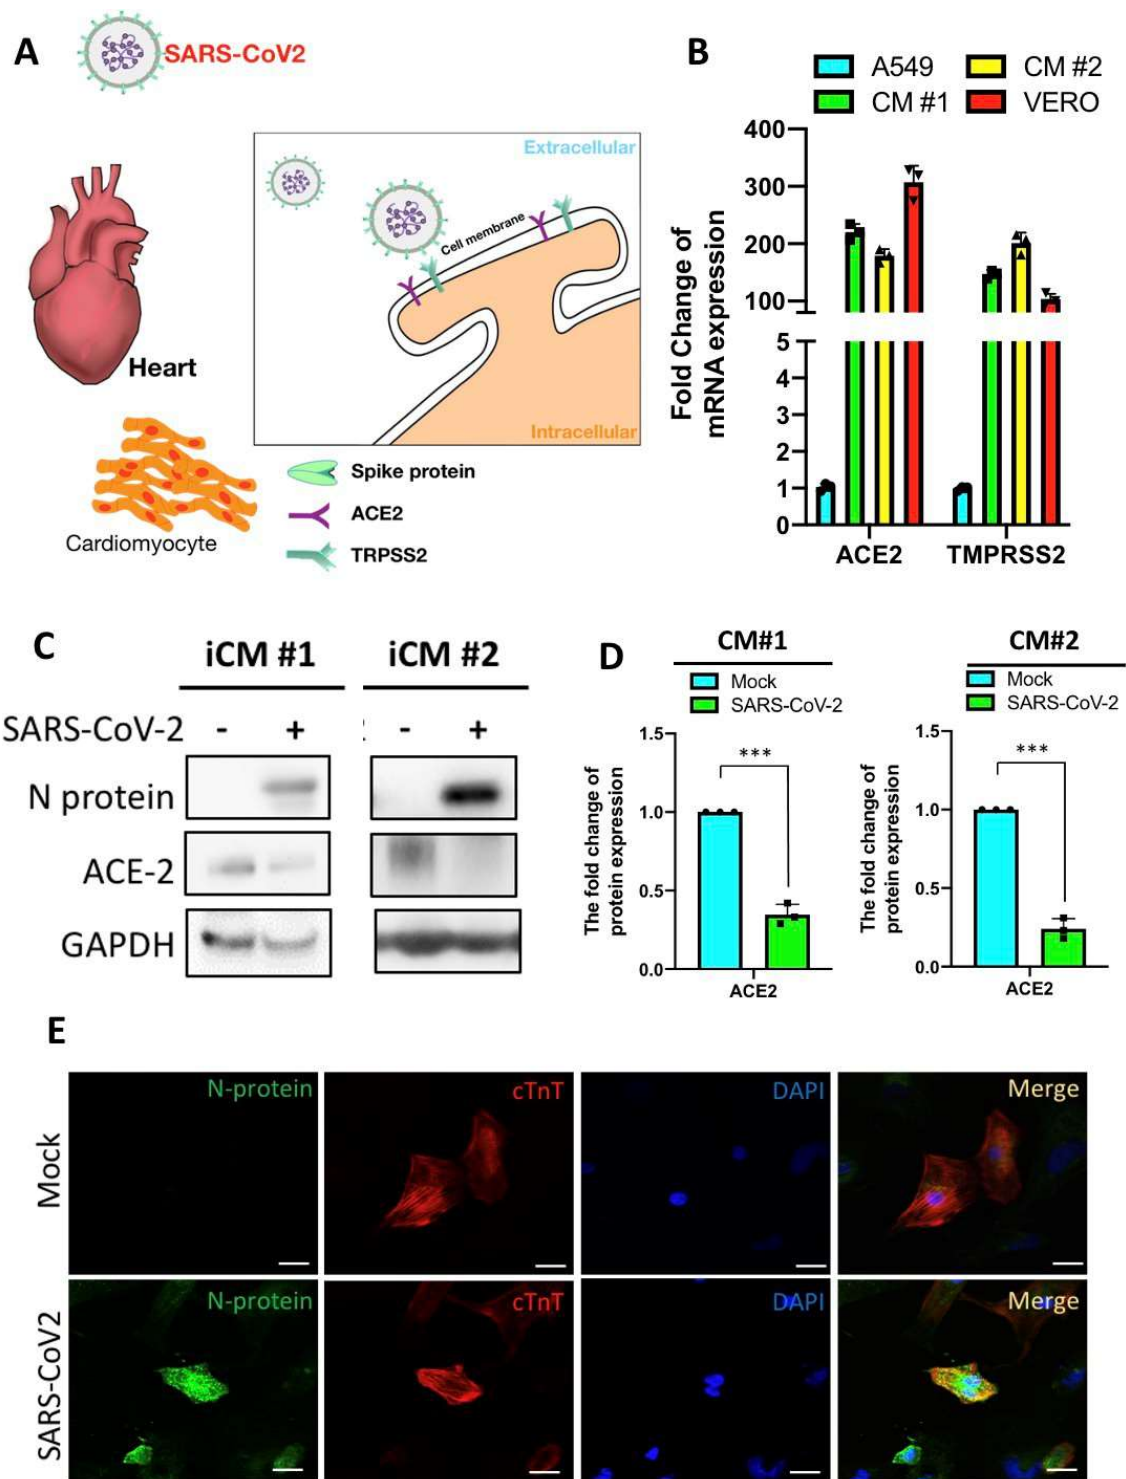 A
SARS-CoV2
Extracellular
Cell membrane
Intracellular
Heart
Cardiomyocyte
Spike protein
ACE2
TRPSS2
B
A549
CM #2
CM #1
VERO
Fold Change of
mRNA expression
400
300
200
100
5
4
3
2
1
0
ACE2
TMPRSS2
C
iCM #1
iCM #2
SARS-CoV-2
-
+
-
+
N protein
ACE-2
GAPDH
D
CM#1
Mock
SARS-CoV-2
The fold change of
protein expression
1.5
1.0
0.5
0.0
***
ACE2
CM#2
Mock
SARS-CoV-2
The fold change of
protein expression
1.5
1.0
0.5
0.0
***
ACE2
E
Mock
N-protein
cTnT
DAPI
Merge
SARS-CoV2
N-protein
cTnT
DAPI
Merge